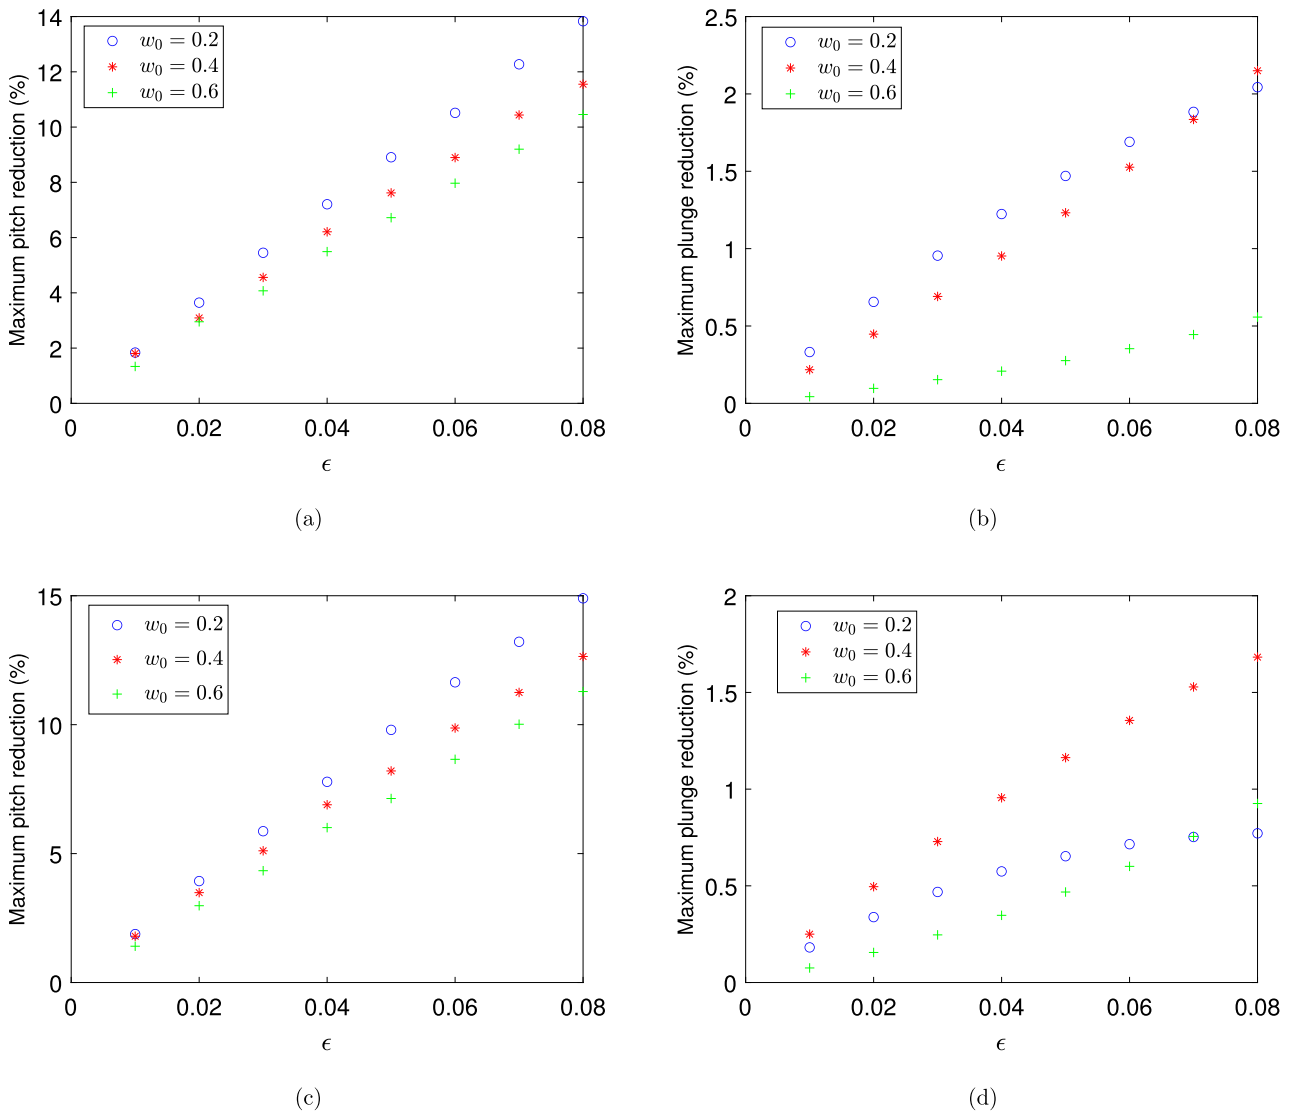 14
12
10
8
6
4
2
0
Maximum pitch reduction (%)
w₀ = 0.2
w₀ = 0.4
w₀ = 0.6
0 0.02 0.04 0.06 0.08
ϵ
(a)
2.5
2
1.5
1
0.5
0
Maximum plunge reduction (%)
w₀ = 0.2
w₀ = 0.4
w₀ = 0.6
0 0.02 0.04 0.06 0.08
ϵ
(b)
15
10
5
0
Maximum pitch reduction (%)
w₀ = 0.2
w₀ = 0.4
w₀ = 0.6
0 0.02 0.04 0.06 0.08
ϵ
(c)
2
1.5
1
0.5
0
Maximum plunge reduction (%)
w₀ = 0.2
w₀ = 0.4
w₀ = 0.6
0 0.02 0.04 0.06 0.08
ϵ
(d)